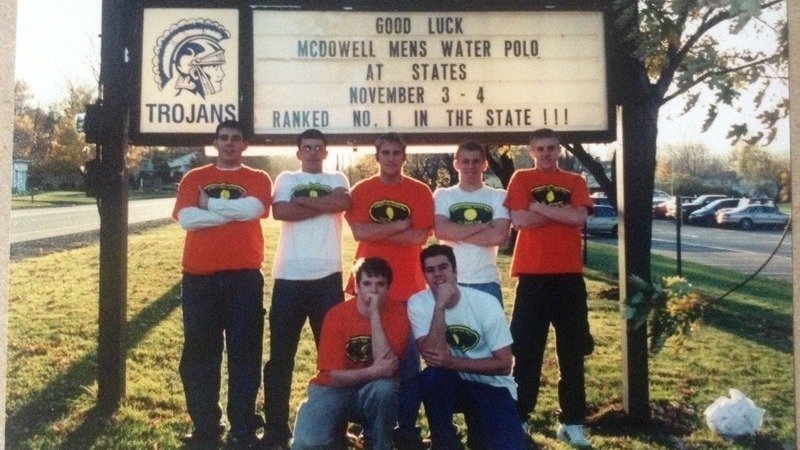 TROJANS
GOOD LUCK
MCDOWELL MENS WATER POLO
AT STATES
NOVEMBER 3 - 4
RANKED NO. 1 IN THE STATE !!!